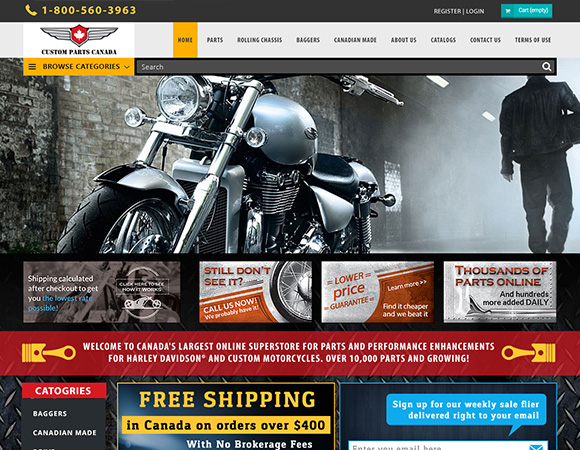 1-800-560-3963
REGISTER | LOGIN
Cart (empty)
CUSTOM PARTS CANADA
HOME
PARTS
ROLLING CHASSIS
BAGGERS
CANADIAN MADE
ABOUT US
CATALOGS
CONTACT US
TERMS OF USE
BROWSE CATEGORIES
Search
Shipping calculated
after checkout to get
you the lowest rate
possible!
CLICK HERE TO SEE
HOW IT WORKS
STILL DON'T
SEE IT?
CALL US NOW!
We probably have it!
LOWER
price
GUARANTEE
Learn more >>
Find it cheaper
and we beat it
THOUSANDS OF
PARTS ONLINE
And hundreds
more added DAILY
WELCOME TO CANADA'S LARGEST ONLINE SUPERSTORE FOR PARTS AND PERFORMANCE ENHANCEMENTS
FOR HARLEY DAVIDSON® AND CUSTOM MOTORCYCLES. OVER 10,000 PARTS AND GROWING!
CATOGRIES
BAGGERS
CANADIAN MADE
FREE SHIPPING
in Canada on orders over $400
With No Brokerage Fees
Sign up for our weekly sale flier
delivered right to your email
Enter you email here